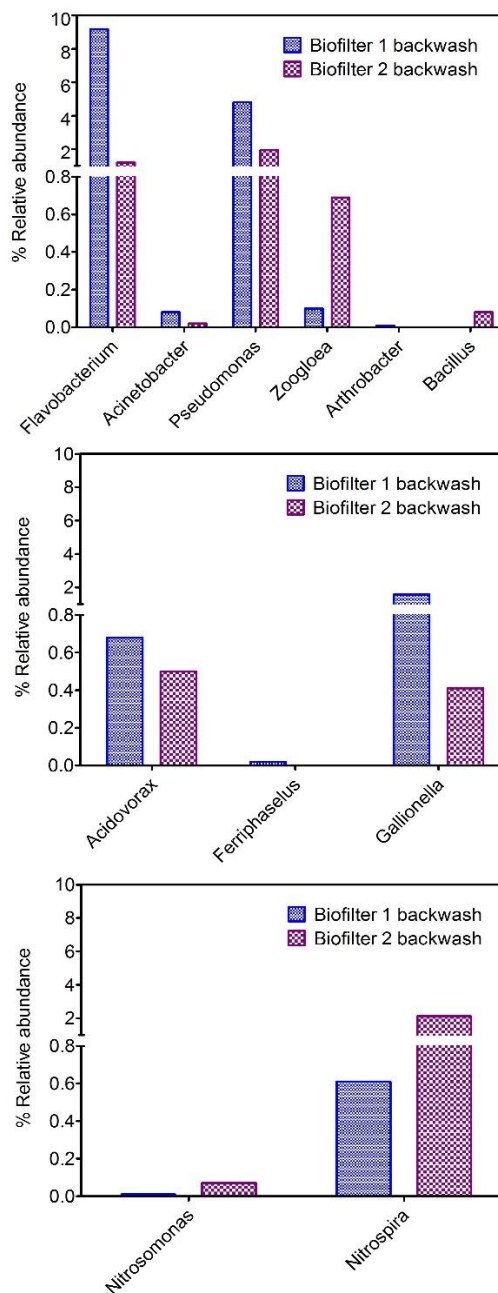 10
8
6
4
2
0.8
0.6
0.4
0.2
0.0
% Relative abundance
Biofilter 1 backwash
Biofilter 2 backwash
Flavobacterium
Acinetobacter
Pseudomonas
Zoogloea
Arthrobacter
Bacillus
10
8
6
4
2
0.8
0.6
0.4
0.2
0.0
% Relative abundance
Biofilter 1 backwash
Biofilter 2 backwash
Acidovorax
Ferriphaselus
Gallionella
10
8
6
4
2
0.8
0.6
0.4
0.2
0.0
% Relative abundance
Biofilter 1 backwash
Biofilter 2 backwash
Nitrosomonas
Nitrospira